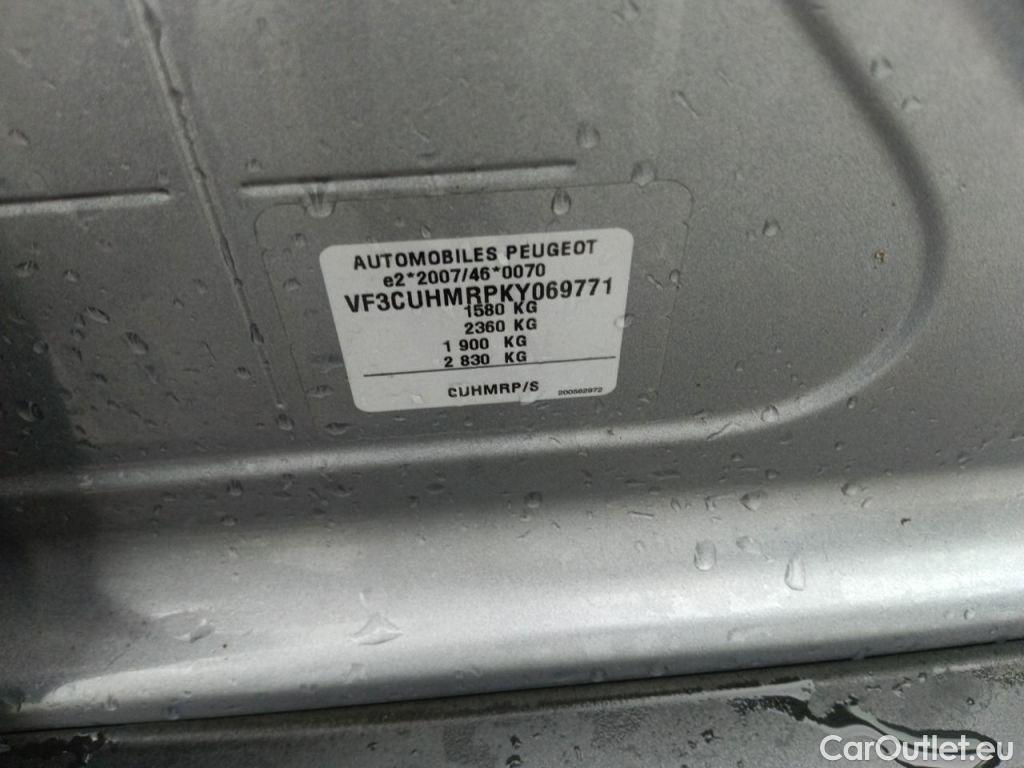 AUTOMOBILES PEUGEOT
e2*2007/46*0070
VF3CUHMRPKY069771
1580 KG
2360 KG
1 900 KG
2 830 KG
CUHMRP/S 200562972
CarOutlet.eu